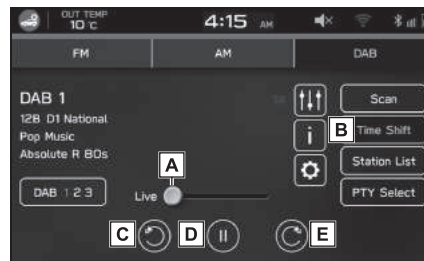 OUT TEMP
10 °C
4:15 AM
FM
AM
DAB
DAB 1
12B D1 National
Pop Music
Absolute R 80s
Scan
i
B
Time Shift
Station List
A
DAB 1 2 3
Live
PTY Select
C
D
E